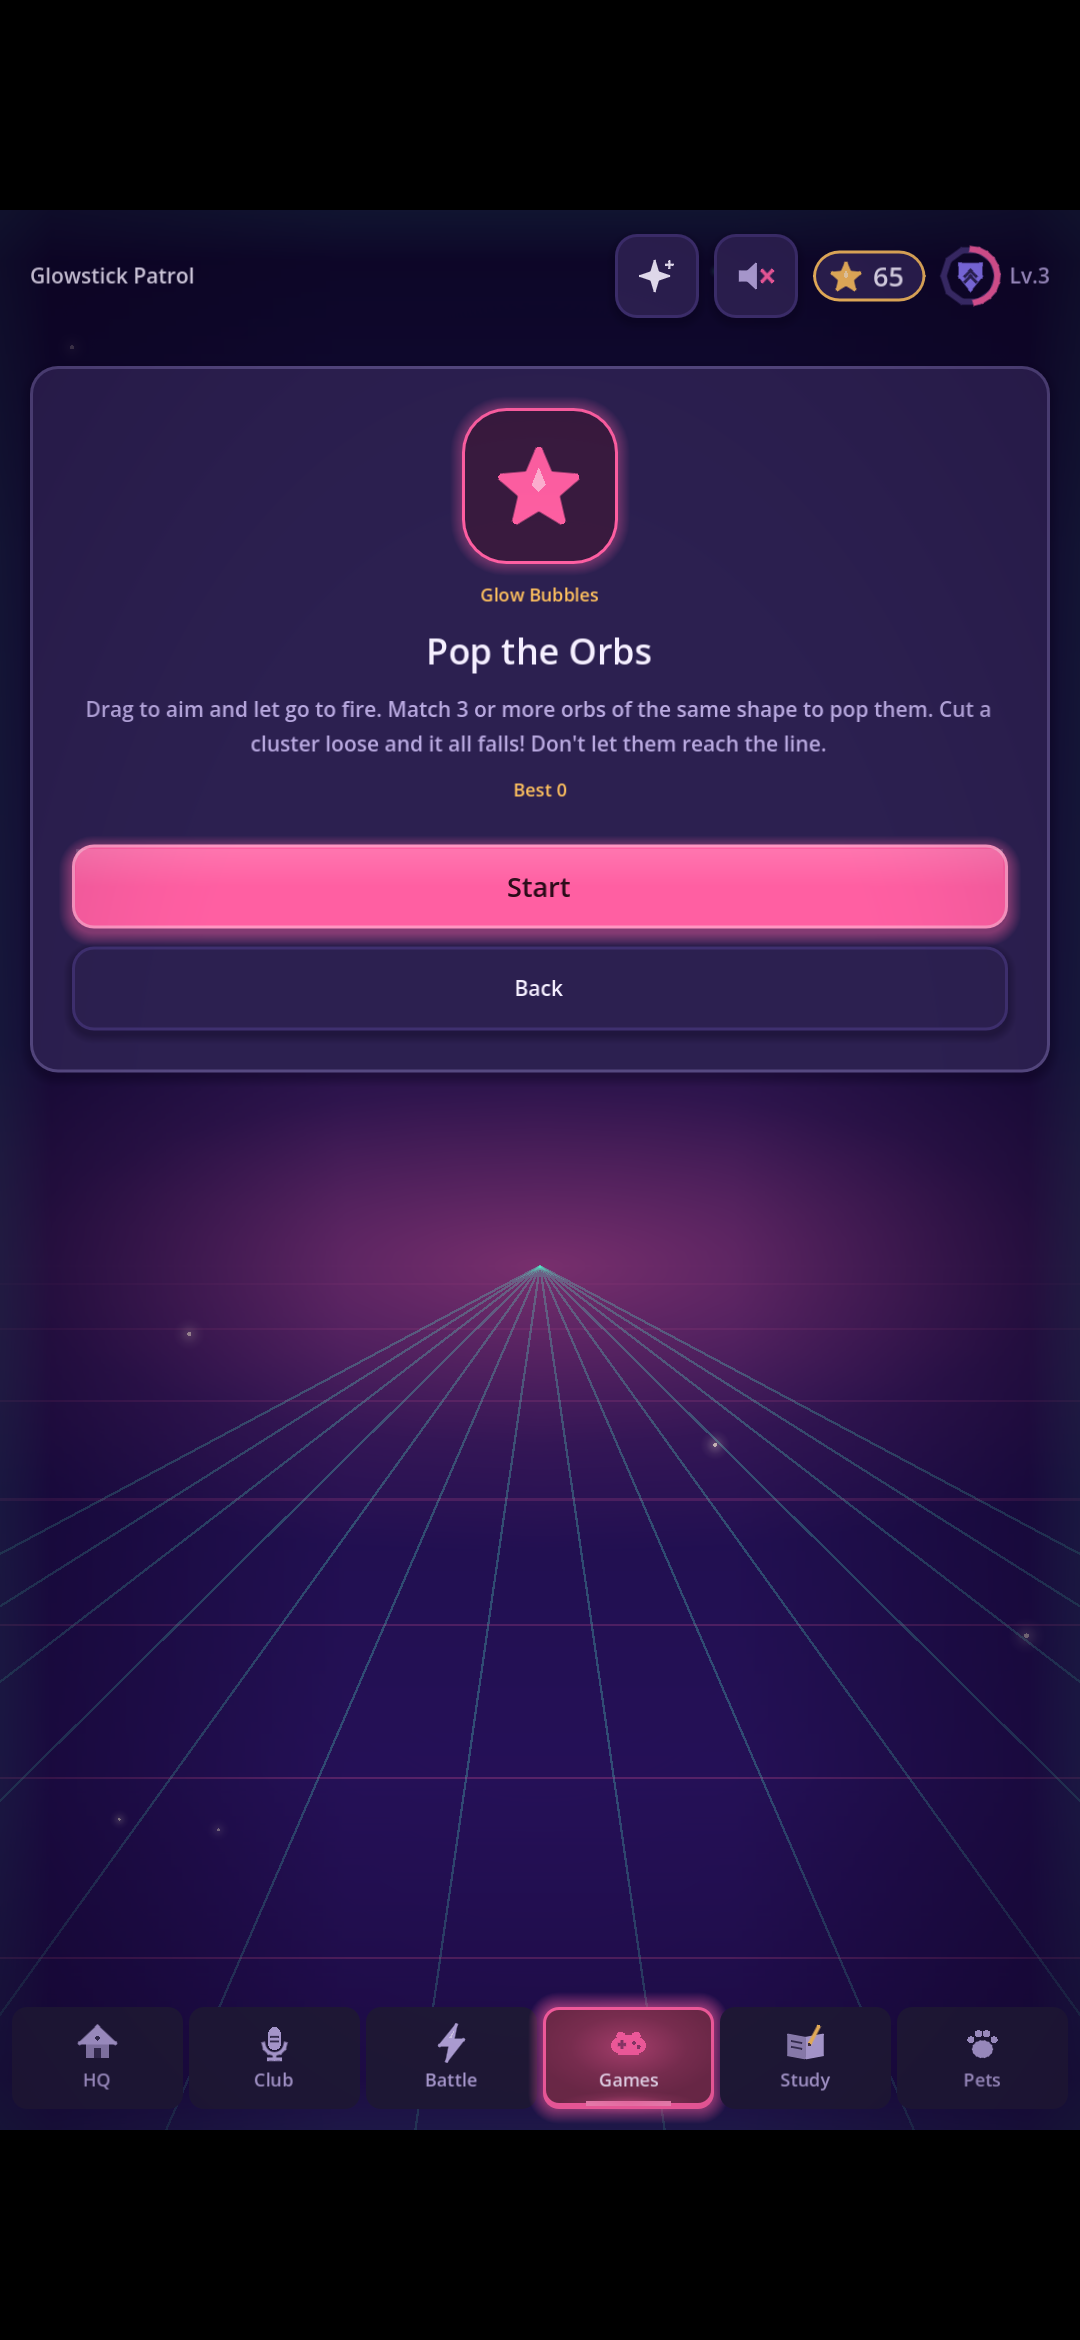 Glowstick Patrol
65
Lv.3
Glow Bubbles
Pop the Orbs
Drag to aim and let go to fire. Match 3 or more orbs of the same shape to pop them. Cut a
cluster loose and it all falls! Don't let them reach the line.
Best 0
Start
Back
HQ
Club
Battle
Games
Study
Pets